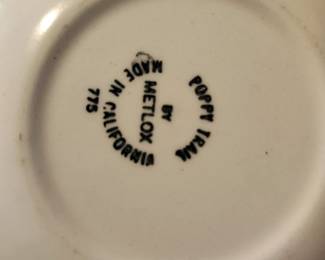 POPPY TRAIL
BY
METLOX
MADE IN CALIFORNIA
775